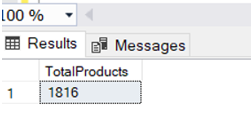 100 %
Results Messages
TotalProducts
1 1816